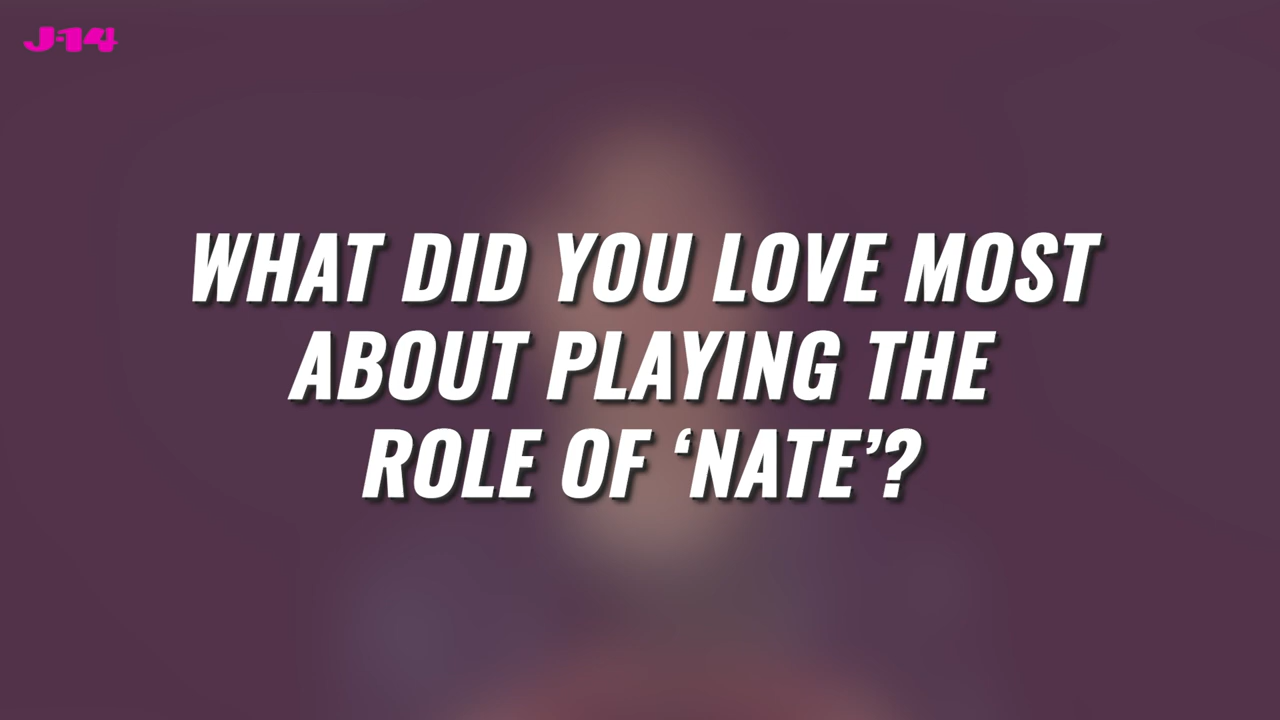 J-14
WHAT DID YOU LOVE MOST
ABOUT PLAYING THE
ROLE OF ‘NATE’?